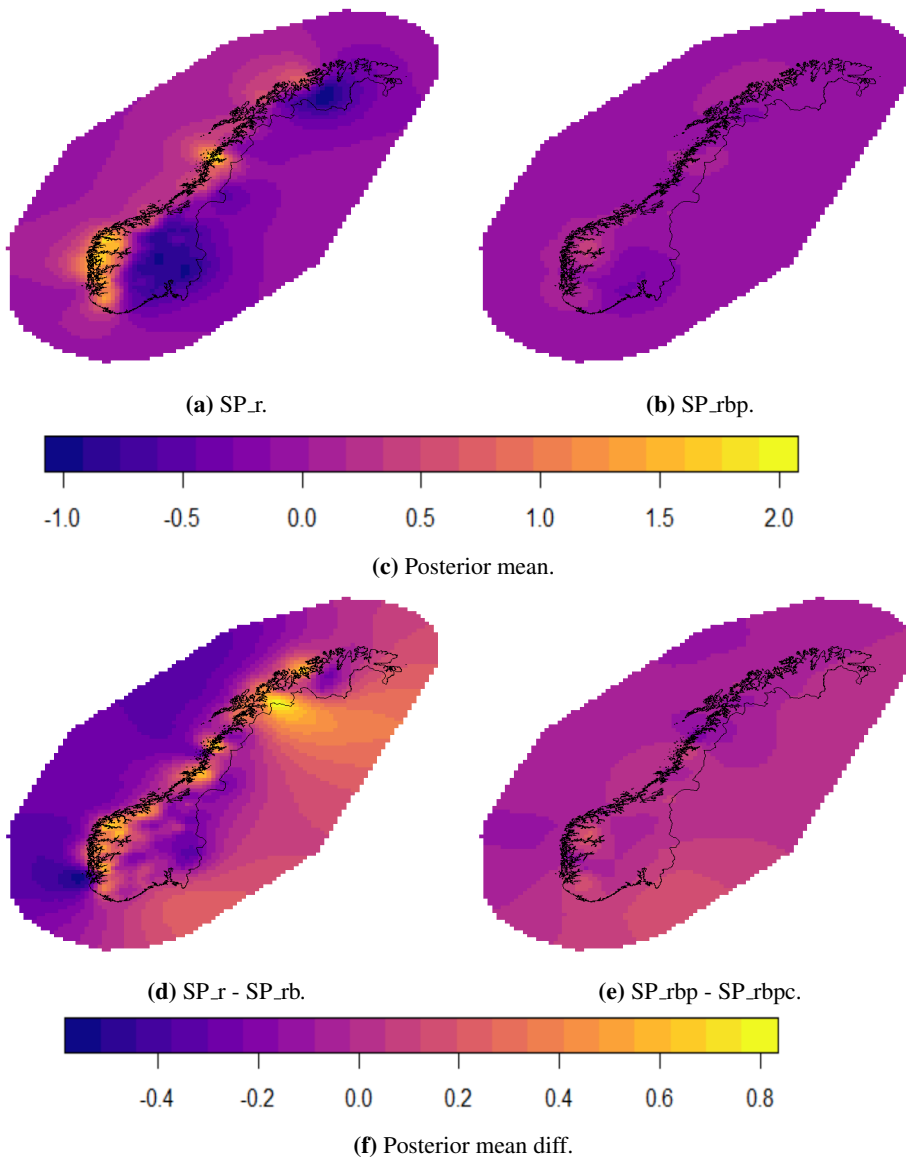 (a) SP_r.
(b) SP_rbp.
-1.0 -0.5 0.0 0.5 1.0 1.5 2.0
(c) Posterior mean.
(d) SP_r - SP_rb.
(e) SP_rbp - SP_rbpc.
-0.4 -0.2 0.0 0.2 0.4 0.6 0.8
(f) Posterior mean diff.